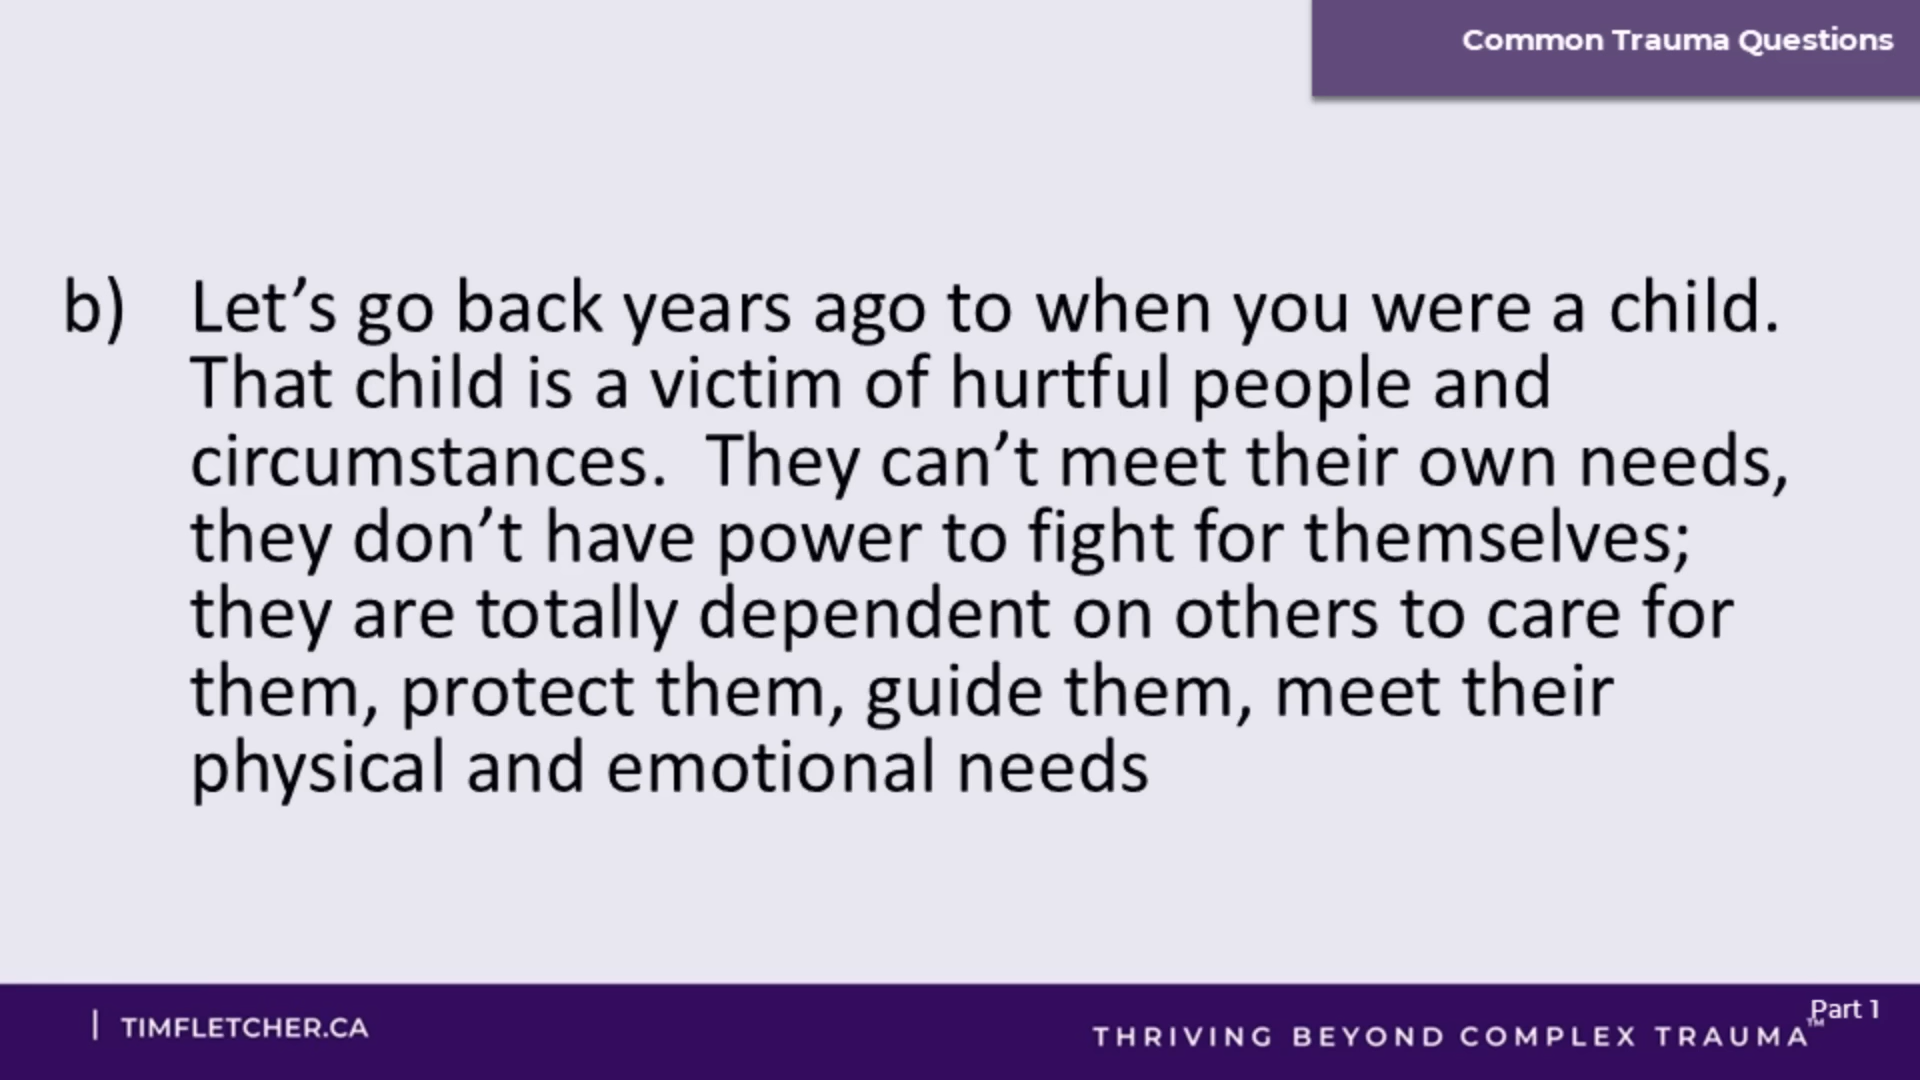 Common Trauma Questions
b) Let’s go back years ago to when you were a child.
That child is a victim of hurtful people and
circumstances.  They can’t meet their own needs,
they don’t have power to fight for themselves;
they are totally dependent on others to care for
them, protect them, guide them, meet their
physical and emotional needs
| TIMFLETCHER.CA
THRIVING BEYOND COMPLEX TRAUMA™
Part 1